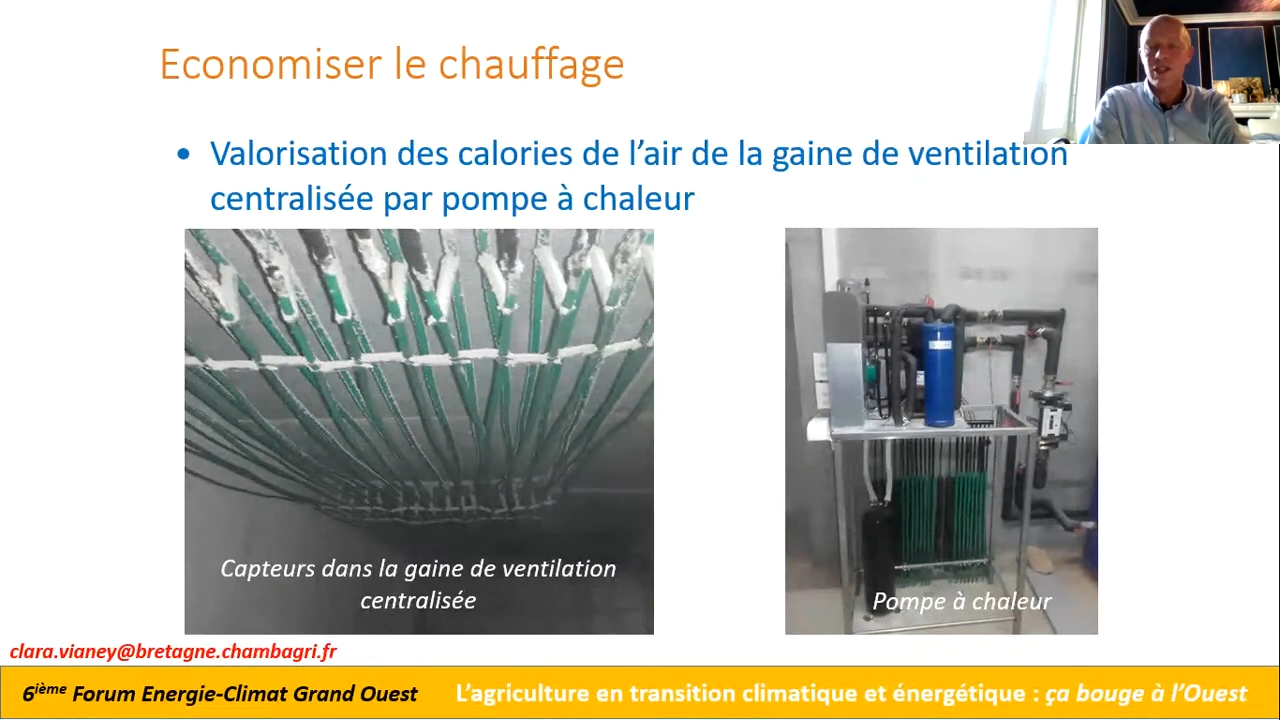 Economiser le chauffage
• Valorisation des calories de l’air de la gaine de ventilation
centralisée par pompe à chaleur
Capteurs dans la gaine de ventilation
centralisée
Pompe à chaleur
clara.vianey@bretagne.chambagri.fr
6ième Forum Energie-Climat Grand Ouest
L’agriculture en transition climatique et énergétique : ça bouge à l’Ouest